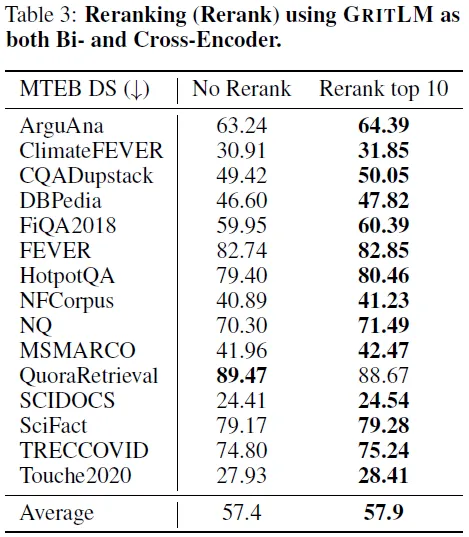 Table 3: Reranking (Rerank) using GRITLM as
both Bi- and Cross-Encoder.
MTEB DS (↓) No Rerank Rerank top 10
ArguAna 63.24 64.39
ClimateFEVER 30.91 31.85
CQADupstack 49.42 50.05
DBPedia 46.60 47.82
FiQA2018 59.95 60.39
FEVER 82.74 82.85
HotpotQA 79.40 80.46
NFCorpus 40.89 41.23
NQ 70.30 71.49
MSMARCO 41.96 42.47
QuoraRetrieval 89.47 88.67
SCIDOCS 24.41 24.54
SciFact 79.17 79.28
TRECCOVID 74.80 75.24
Touche2020 27.93 28.41
Average 57.4 57.9